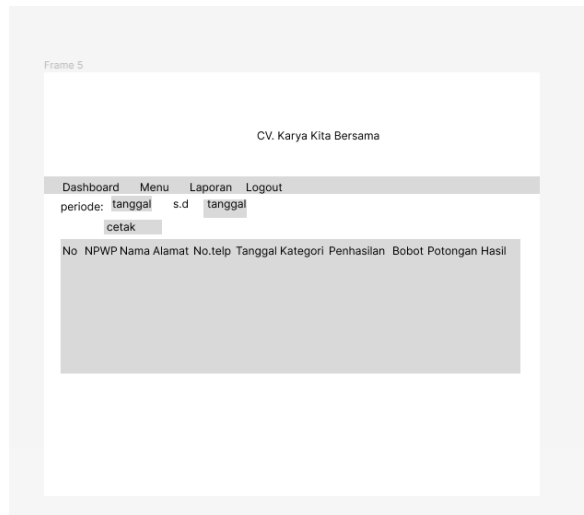 Frame 5
CV. Karya Kita Bersama
Dashboard Menu Laporan Logout
periode: tanggal s.d tanggal
cetak
No NPWP Nama Alamat No.telp Tanggal Kategori Penhasilan Bobot Potongan Hasil